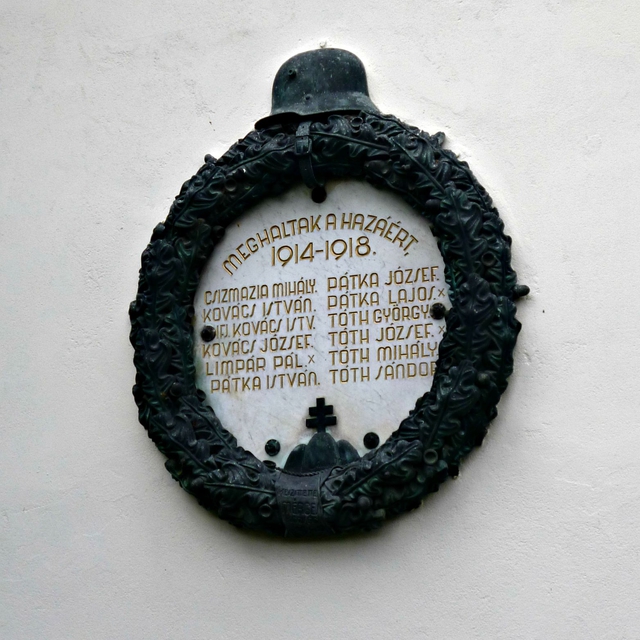 MEGHALTAK A HAZÁÉRT,
1914-1918.
CSIZMAZIA MIHÁLY.
KOVÁCS ISTVÁN.
KOVÁCS ISTV.
KOVÁCS JÓZSEF.
LIMPÁR PÁL.×
PÁTKA ISTVÁN.
PÁTKA JÓZSEF.
PÁTKA LAJOS×
TÓTH GYÖRGY.
TÓTH JÓZSEF.×
TÓTH MIHÁLY.
TÓTH SÁNDOR